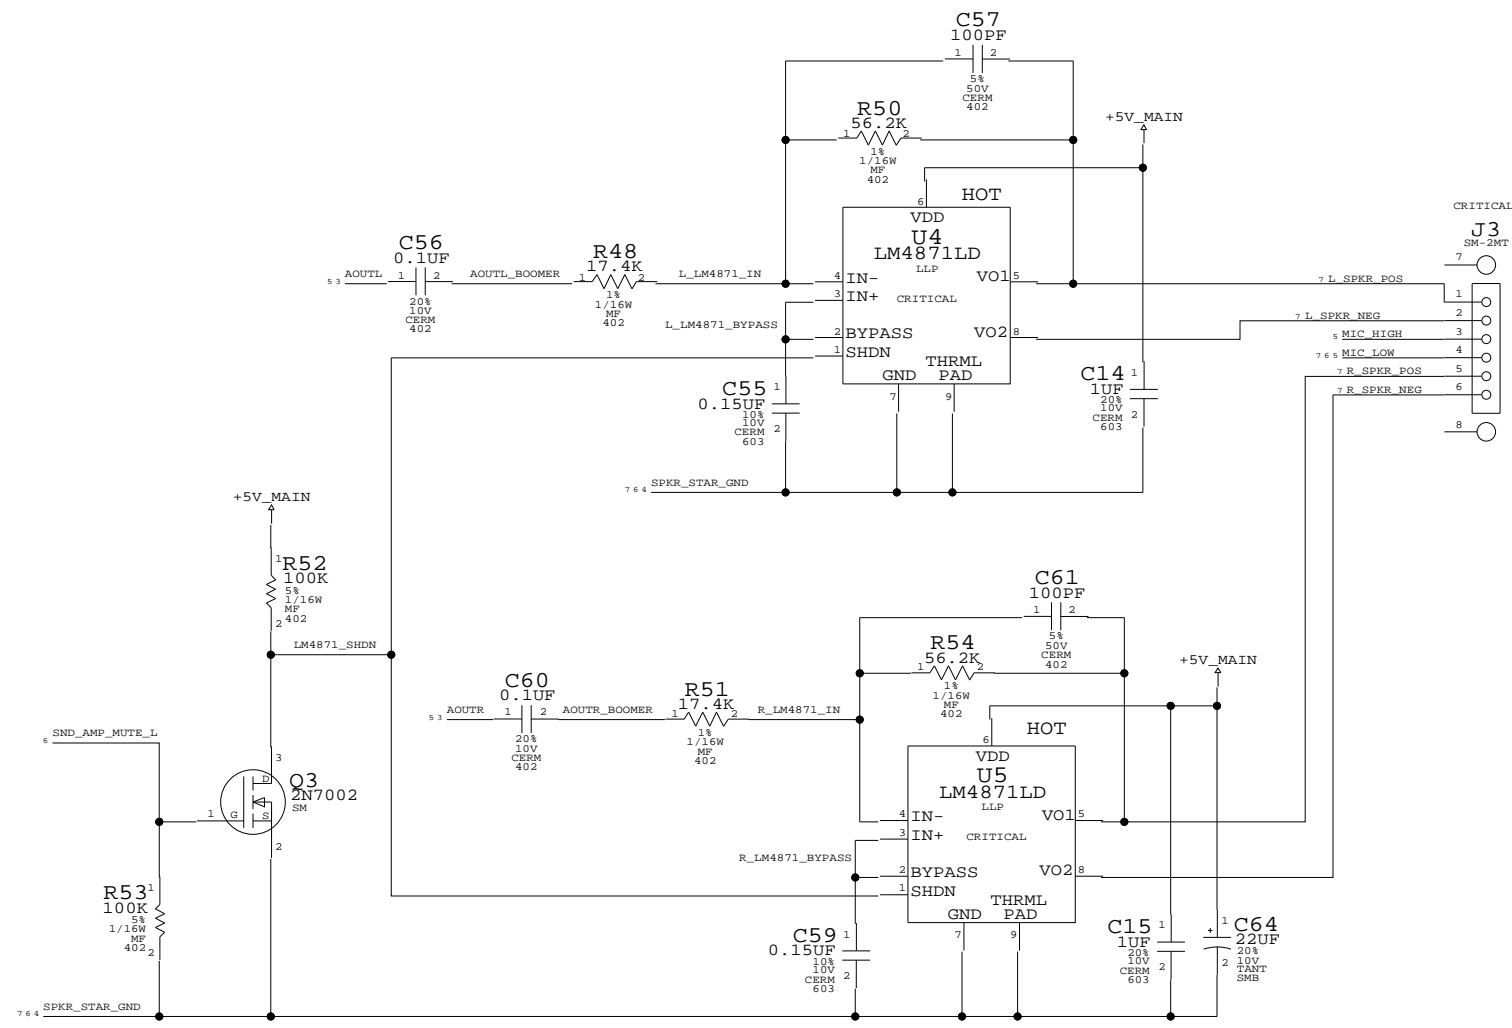 C57
100PF
1 2
5%
50V
CERM
402
R50
56.2K
1 2
1%
1/16W
MF
402
+5V_MAIN
HOT
6
VDD
U4
LM4871LD
LLP
CRITICAL
4 IN-
3 IN+
2 BYPASS
1 SHDN
VO1 5
VO2 8
THRML
GND PAD
7 9
C56
0.1UF
5 3 AOUTL 1 2 AOUTL_BOOMER
20%
10V
CERM
402
R48
17.4K
1 2 L_LM4871_IN
1%
1/16W
MF
402
L_LM4871_BYPASS
C55
0.15UF
10%
10V
CERM
603
1
2
C14
1UF
20%
10V
CERM
603
1
2
7 6 4 SPKR_STAR_GND
CRITICAL
J3
SM-2MT
7
7 L_SPKR_POS 1
7 L_SPKR_NEG 2
5 MIC_HIGH 3
7 6 5 MIC_LOW 4
7 R_SPKR_POS 5
7 R_SPKR_NEG 6
8
+5V_MAIN
1
R52
100K
5%
1/16W
MF
402
2
LM4871_SHDN
6 SND_AMP_MUTE_L
3
D
Q3
2N7002
SM
1 G S
2
R53
100K
5%
1/16W
MF
402
1
2
7 6 4 SPKR_STAR_GND
C61
100PF
1 2
5%
50V
CERM
402
R54
56.2K
1 2
1%
1/16W
MF
402
+5V_MAIN
C60
0.1UF
5 3 AOUTR 1 2 AOUTR_BOOMER
20%
10V
CERM
402
R51
17.4K
1 2 R_LM4871_IN
1%
1/16W
MF
402
HOT
6
VDD
U5
LM4871LD
LLP
CRITICAL
4 IN-
3 IN+
2 BYPASS
1 SHDN
VO1 5
VO2 8
THRML
GND PAD
7 9
R_LM4871_BYPASS
C59
0.15UF
10%
10V
CERM
603
1
2
C15
1UF
20%
10V
CERM
603
1
2
+
1
C64
22UF
20%
10V
TANT
SMB
2